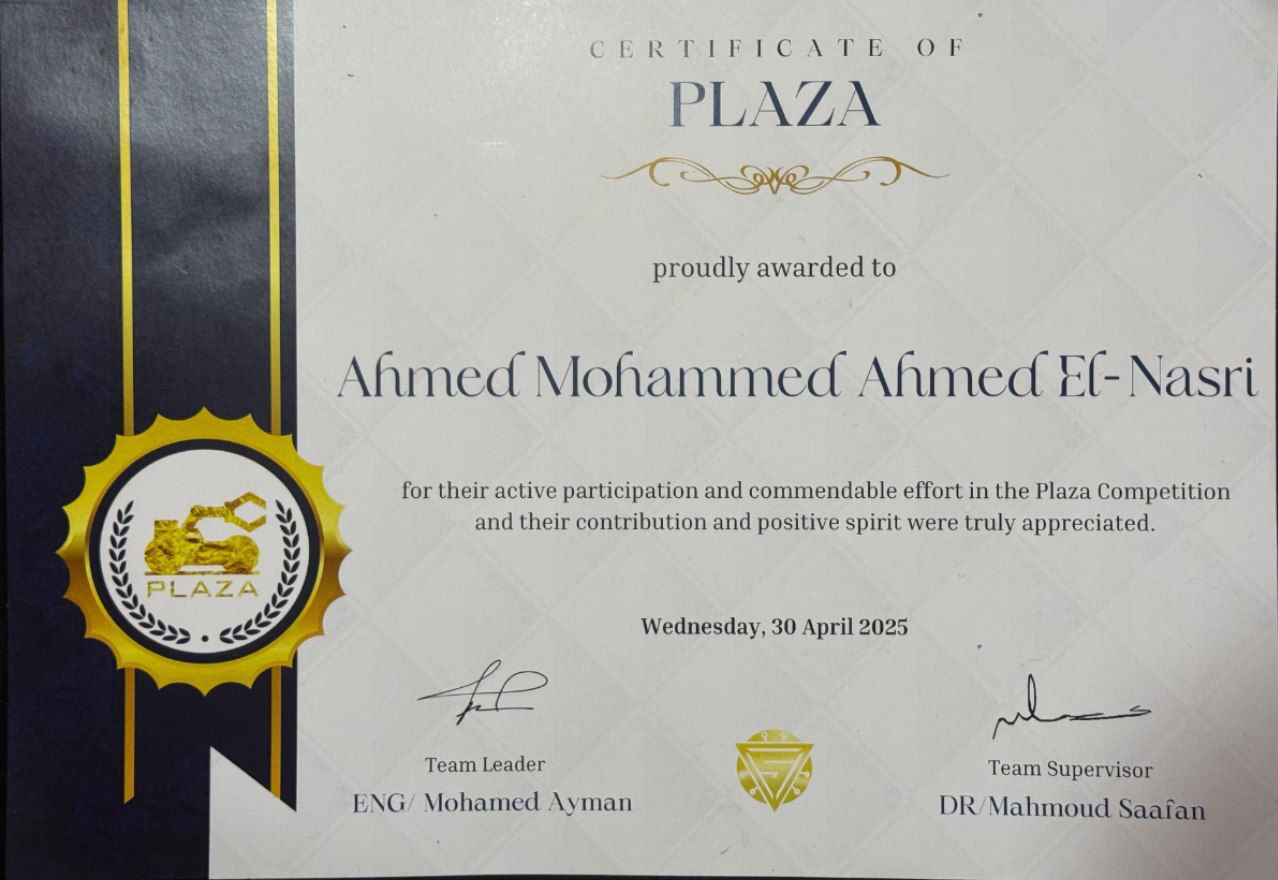 CERTIFICATE OF
PLAZA
proudly awarded to
Ahmed Mohammed Ahmed El-Nasri
for their active participation and commendable effort in the Plaza Competition
and their contribution and positive spirit were truly appreciated.
Wednesday, 30 April 2025
PLAZA
Team Leader
ENG/ Mohamed Ayman
Team Supervisor
DR/Mahmoud Saafan